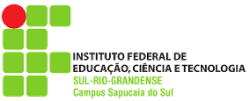 INSTITUTO FEDERAL DE
EDUCAÇÃO, CIÊNCIA E TECNOLOGIA
SUL-RIO-GRANDENSE
Campus Sapucaia do Sul